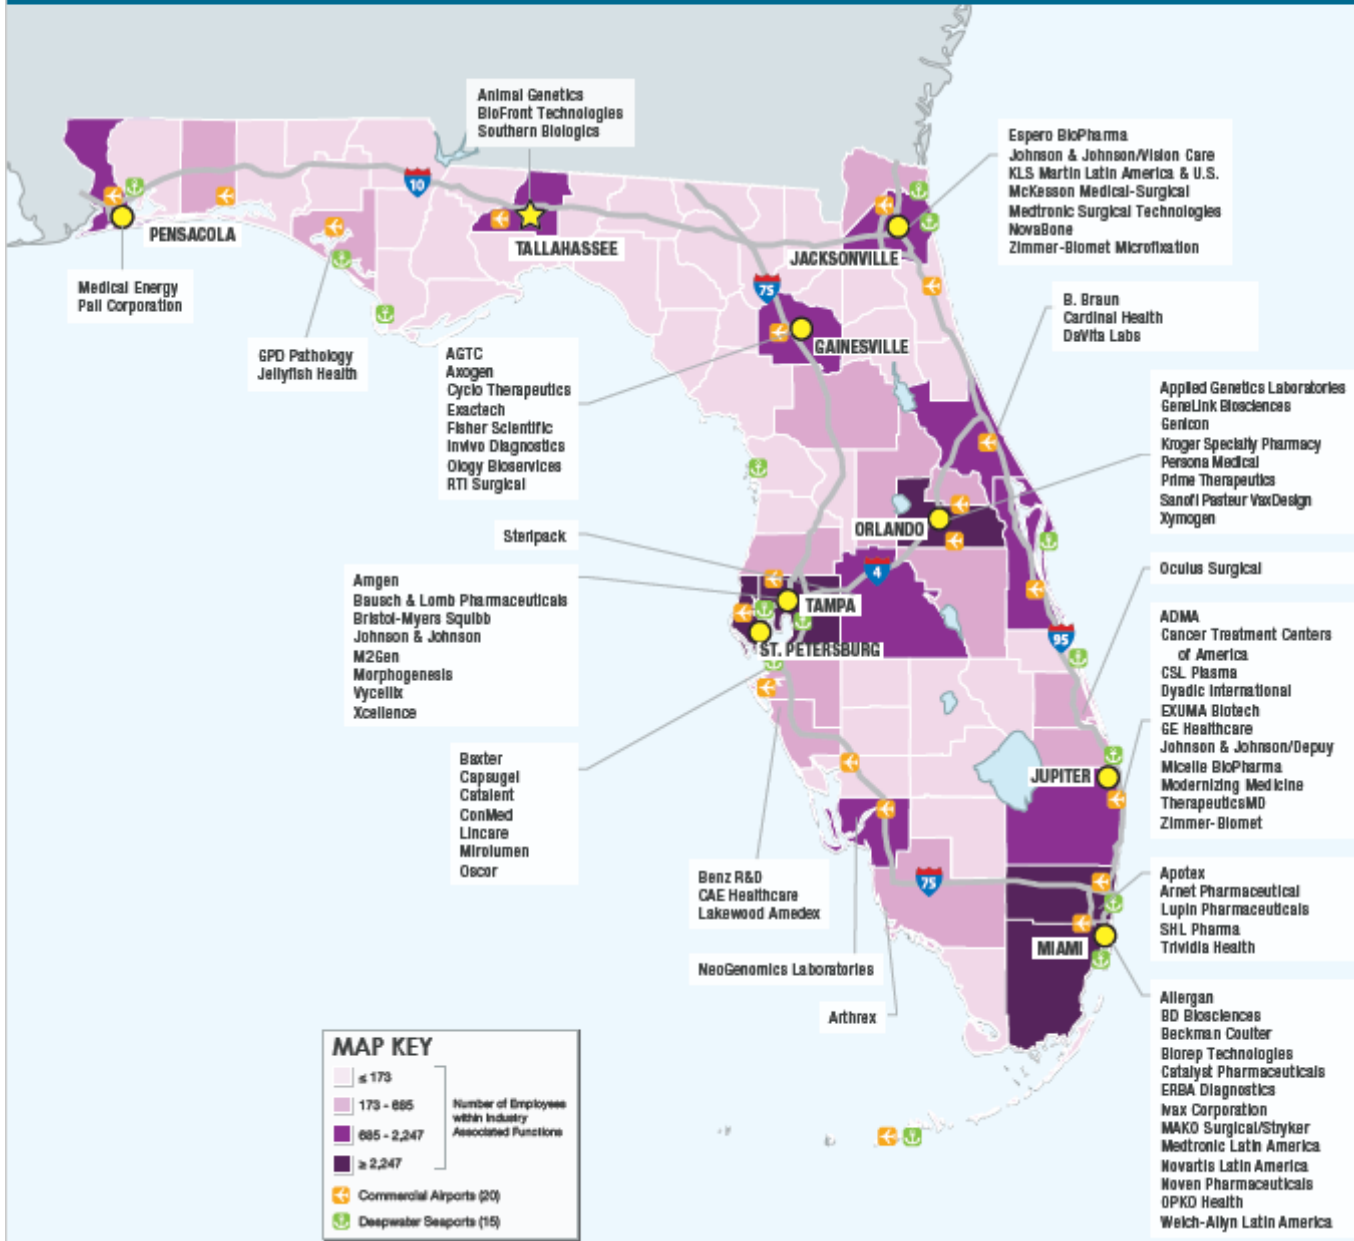 Animal Genetics
BioFront Technologies
Southern Biologics
Espero BioPharma
Johnson & Johnson/Vision Care
KLS Martin Latin America & U.S.
McKesson Medical-Surgical
Medtronic Surgical Technologies
NovaBone
Zimmer-Biomet Microfixation
10
PENSACOLA
TALLAHASSEE
JACKSONVILLE
Medical Energy
Pall Corporation
75
B. Braun
Cardinal Health
DaVita Labs
GPD Pathology
Jellyfish Health
GAINESVILLE
AGTC
Axogen
Cyclo Therapeutics
Exactech
Fisher Scientific
Invivo Diagnostics
Ology Bioservices
RTI Surgical
Applied Genetics Laboratories
GeneLink Biosciences
Genicon
Kroger Specialty Pharmacy
Persona Medical
Prime Therapeutics
Sanofi Pasteur VaxDesign
Xymogen
ORLANDO
Steripack
4
Oculus Surgical
Amgen
Bausch & Lomb Pharmaceuticals
Bristol-Myers Squibb
Johnson & Johnson
M2Gen
Morphogenesis
Vycellix
Xcellence
TAMPA
ST. PETERSBURG
95
ADMA
Cancer Treatment Centers
of America
CSL Plasma
Dyadic International
EXUMA Biotech
GE Healthcare
Johnson & Johnson/Depuy
Micelle BioPharma
Modernizing Medicine
TherapeuticsMD
Zimmer-Biomet
Baxter
Capsugel
Catalent
ConMed
Lincare
Mirolumen
Oscor
JUPITER
Benz R&D
CAE Healthcare
Lakewood Amedex
75
Apotex
Arnet Pharmaceutical
Lupin Pharmaceuticals
SHL Pharma
Trividia Health
MIAMI
NeoGenomics Laboratories
Arthrex
Allergan
BD Biosciences
Beckman Coulter
Biorep Technologies
Catalyst Pharmaceuticals
ERBA Diagnostics
Ivax Corporation
MAKO Surgical/Stryker
Medtronic Latin America
Novartis Latin America
Noven Pharmaceuticals
OPKO Health
Welch-Allyn Latin America
MAP KEY
≤ 173
173 - 685
685 - 2,247
≥ 2,247
Number of Employees
within Industry
Associated Functions
Commercial Airports (20)
Deepwater Seaports (15)